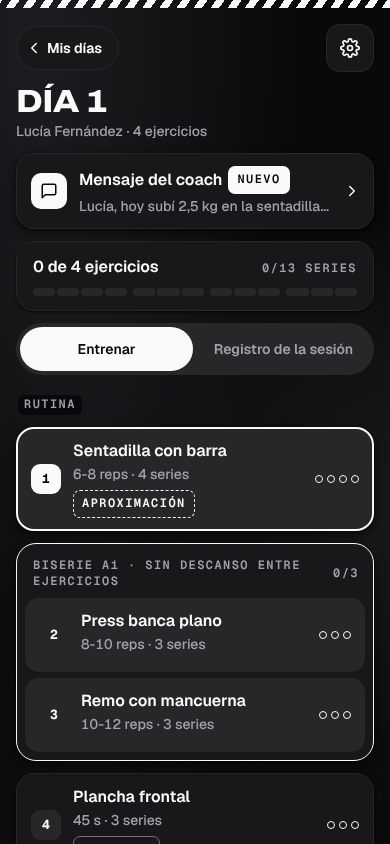 Mis días
DÍA 1
Lucía Fernández · 4 ejercicios
Mensaje del coach NUEVO
Lucía, hoy subí 2,5 kg en la sentadilla…
0 de 4 ejercicios 0/13 SERIES
Entrenar Registro de la sesión
RUTINA
1 Sentadilla con barra
6-8 reps · 4 series
APROXIMACIÓN
BISERIE A1 · SIN DESCANSO ENTRE
EJERCICIOS 0/3
2 Press banca plano
8-10 reps · 3 series
3 Remo con mancuerna
10-12 reps · 3 series
4 Plancha frontal
45 s · 3 series